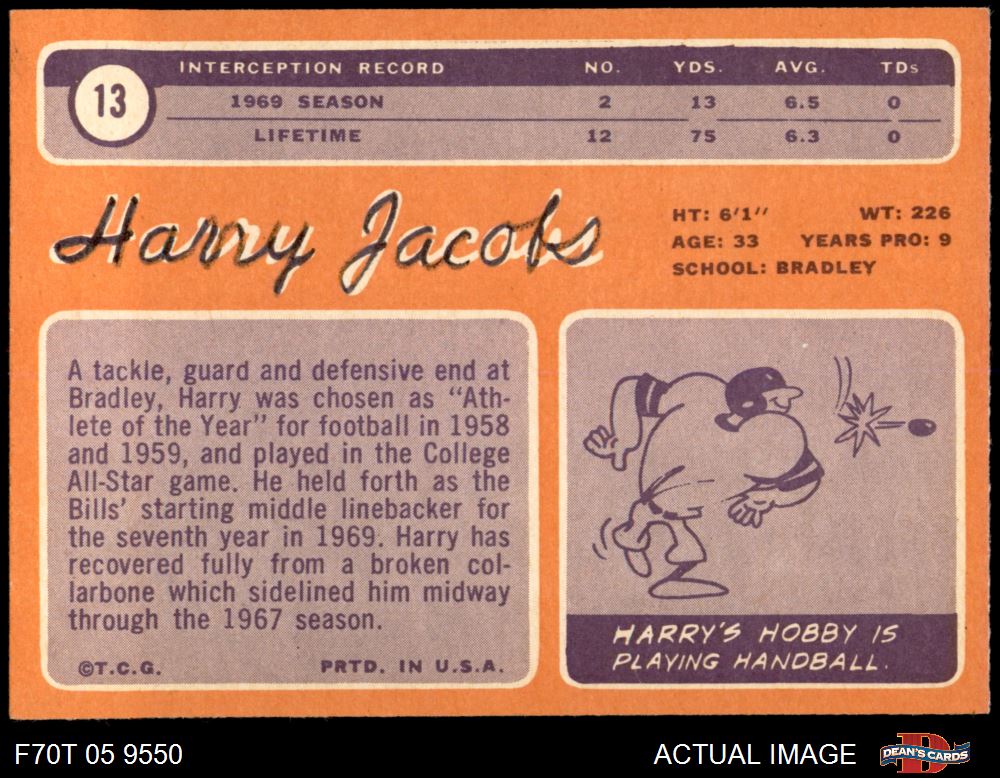 INTERCEPTION RECORD NO. YDS. AVG. TDs
13
1969 SEASON 2 13 6.5 0
LIFETIME 12 75 6.3 0
Harry Jacobs
HT: 6'1" WT: 226
AGE: 33 YEARS PRO: 9
SCHOOL: BRADLEY
A tackle, guard and defensive end at
Bradley, Harry was chosen as "Ath-
lete of the Year" for football in 1958
and 1959, and played in the College
All-Star game. He held forth as the
Bills' starting middle linebacker for
the seventh year in 1969. Harry has
recovered fully from a broken col-
larbone which sidelined him midway
through the 1967 season.
©T.C.G. PRTD. IN U.S.A.
HARRY'S HOBBY IS
PLAYING HANDBALL.
F70T 05 9550 ACTUAL IMAGE
D
DEAN'S CARDS